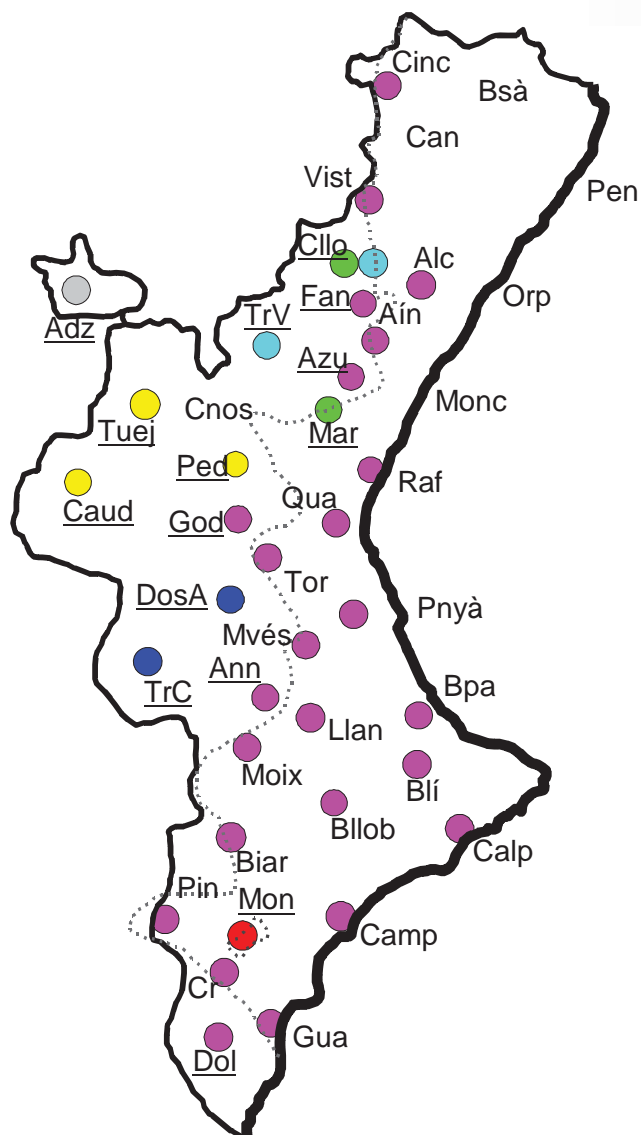 Cinc
Bsà
Can
Vist
Pen
Cllo
Alc
Fan
Orp
Adz
TrV
Aín
Azu
Cnos
Monc
Tuej
Mar
Ped
Raf
Caud
Qua
God
Tor
DosA
Pnyà
Mvés
Ann
TrC
Bpa
Llan
Moix
Blí
Bllob
Calp
Biar
Pin
Mon
Camp
Cr
Gua
Dol